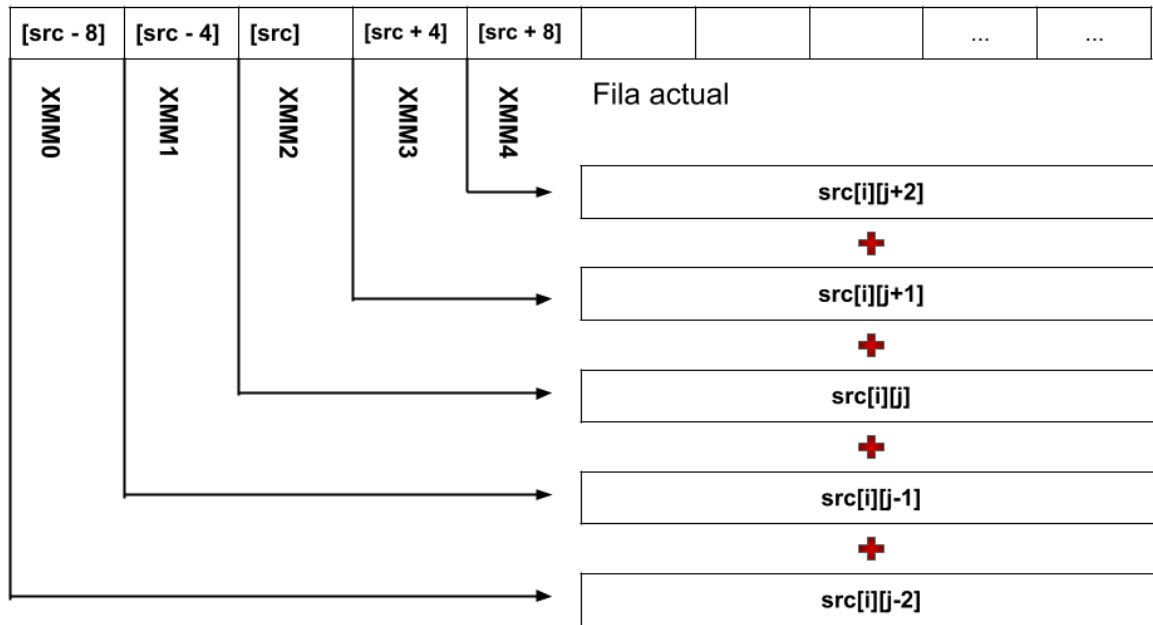 [src - 8] [src - 4] [src] [src + 4] [src + 8] ... ...
XMM0 XMM1 XMM2 XMM3 XMM4
Fila actual
src[i][j+2]
src[i][j+1]
src[i][j]
src[i][j-1]
src[i][j-2]